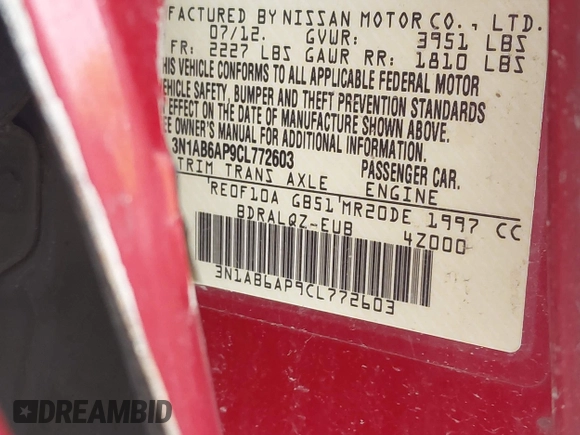 FACTURED BY NISSAN MOTOR CO., LTD.
07/12. GVWR: 3951 LBS
FR: 2227 LBS GAWR RR: 1810 LBS
THIS VEHICLE CONFORMS TO ALL APPLICABLE FEDERAL MOTOR
VEHICLE SAFETY, BUMPER AND THEFT PREVENTION STANDARDS
EFFECT ON THE DATE OF MANUFACTURE SHOWN ABOVE.
OWNER'S MANUAL FOR ADDITIONAL INFORMATION.
3N1AB6AP9CL772603 PASSENGER CAR.
TRIM TRANS AXLE ENGINE
RE0F10A GB51 MR20DE 1997 CC
BDRALQZ-EUB 4Z000
3N1AB6AP9CL772603
DREAMBID